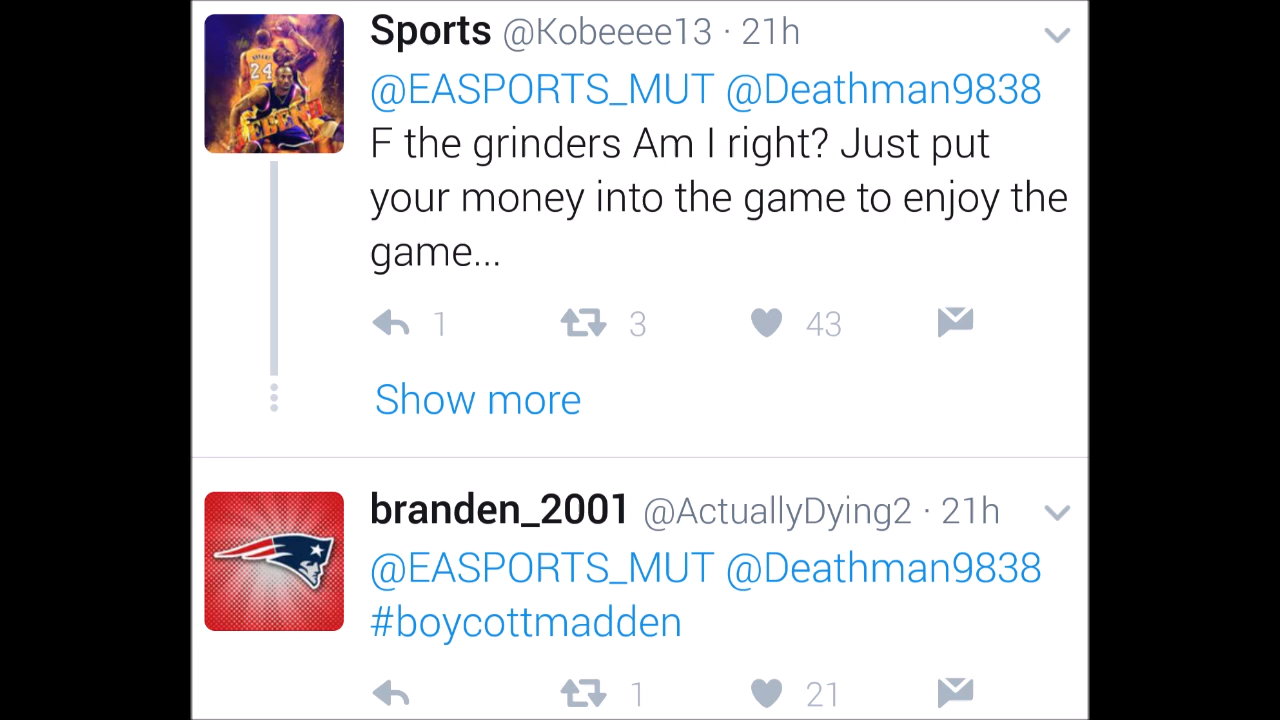 Sports @Kobeeee13 · 21h
@EASPORTS_MUT @Deathman9838
F the grinders Am I right? Just put
your money into the game to enjoy the
game...
1 3 43
Show more
branden_2001 @ActuallyDying2 · 21h
@EASPORTS_MUT @Deathman9838
#boycottmadden
1 21